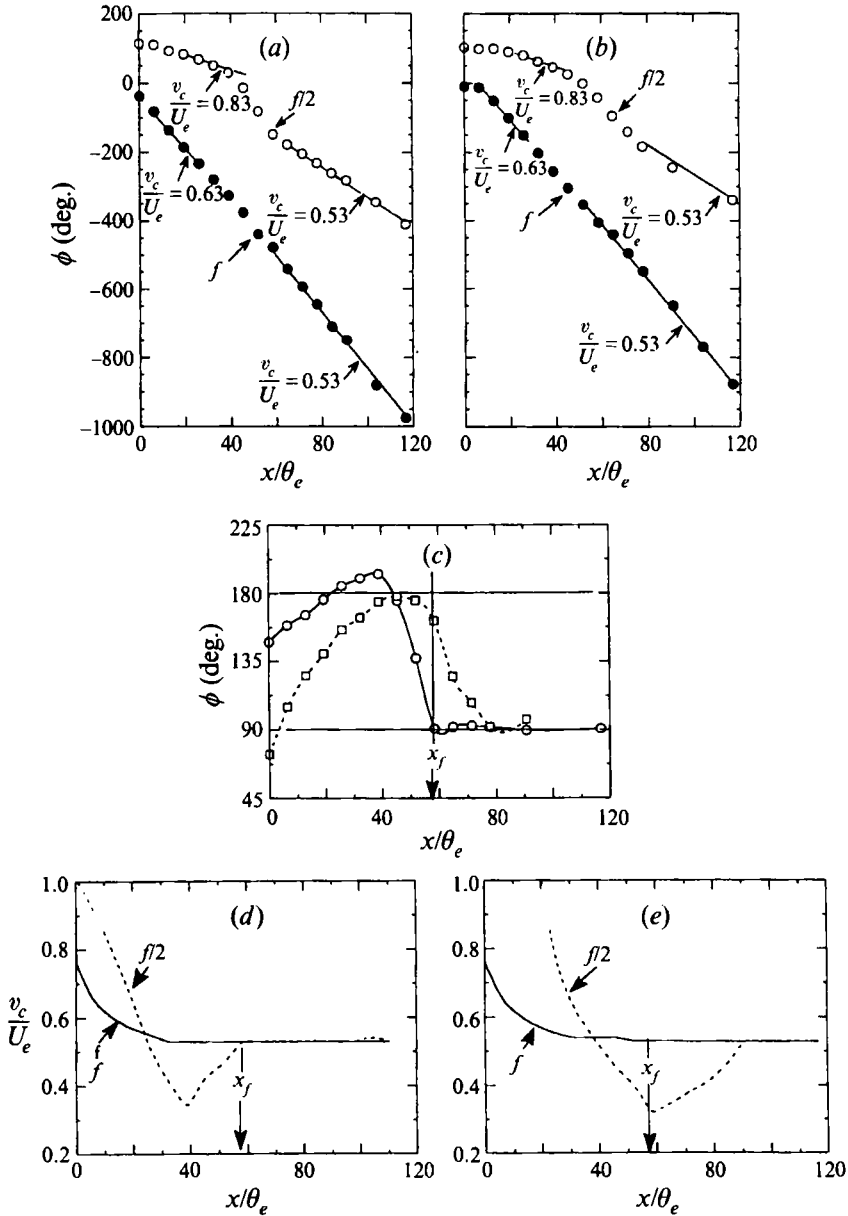 200
0
−200
−400
−600
−800
−1000
ϕ (deg.)
(a)
v_c/U_e = 0.83
f/2
v_c/U_e = 0.63
v_c/U_e = 0.53
f
v_c/U_e = 0.53
0 40 80 120
x/θ_e
(b)
v_c/U_e = 0.83
f/2
v_c/U_e = 0.63
v_c/U_e = 0.53
f
v_c/U_e = 0.53
0 40 80 120
x/θ_e
225
180
135
90
45
ϕ (deg.)
(c)
x_f
0 40 80 120
x/θ_e
1.0
0.8
0.6
0.4
0.2
v_c/U_e
(d)
f/2
f
x_f
0 40 80 120
x/θ_e
1.0
0.8
0.6
0.4
0.2
(e)
f/2
f
x_f
0 40 80 120
x/θ_e